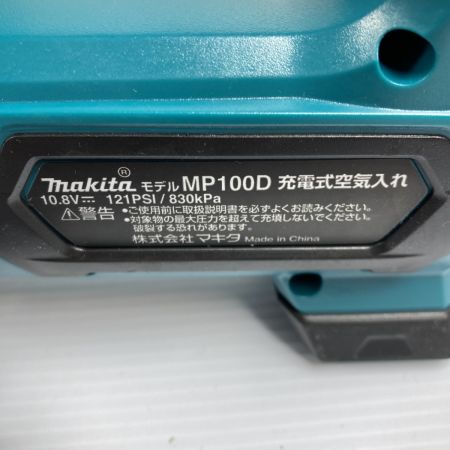 makita® モデル MP100D 充電式空気入れ
10.8V⎓ 121PSI / 830kPa
⚠警告 •ご使用前に取扱説明書を必ずよくお読みください。
•対象物の最大圧力を超えて充填しないでください。
破裂する恐れがあります。
株式会社 マキタ Made in China